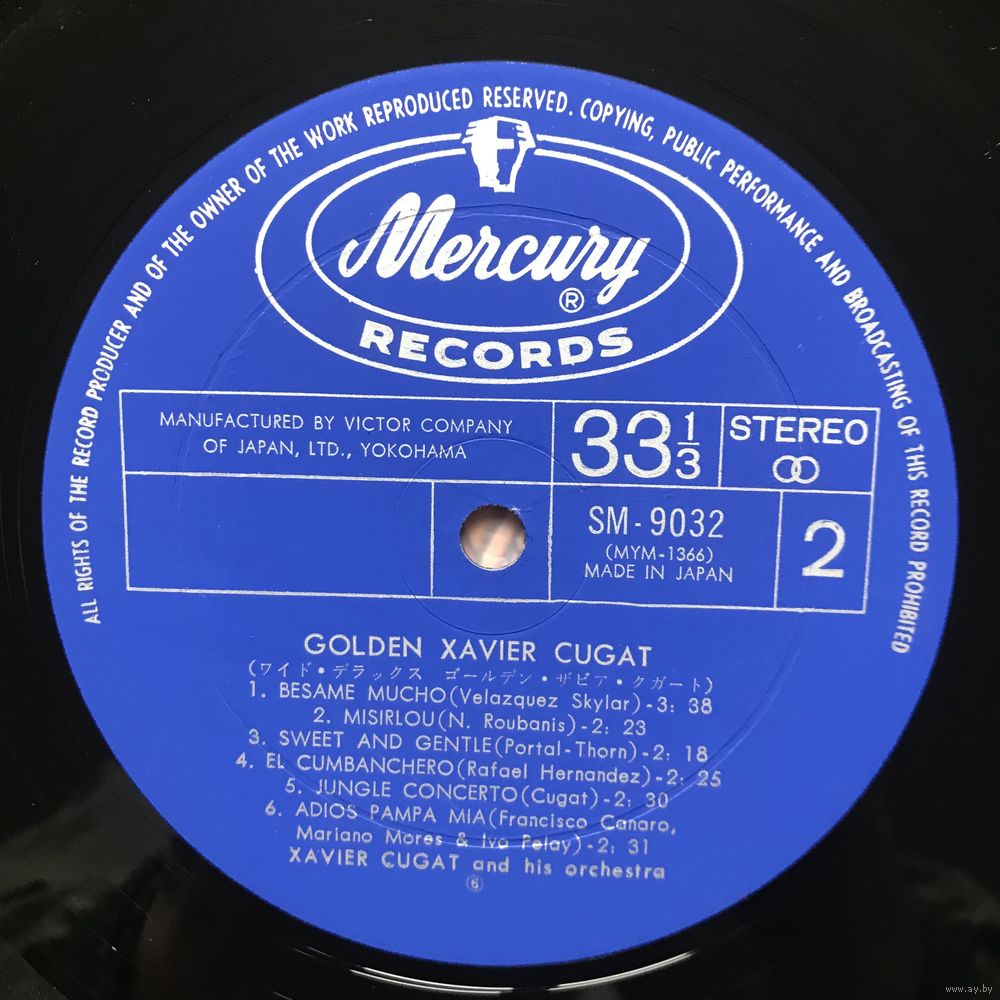 ALL RIGHTS OF THE RECORD PRODUCER AND OF THE OWNER OF THE WORK REPRODUCED RESERVED. COPYING, PUBLIC PERFORMANCE AND BROADCASTING OF THIS RECORD PROHIBITED
Mercury
®
RECORDS
MANUFACTURED BY VICTOR COMPANY
OF JAPAN, LTD., YOKOHAMA
33 1/3
STEREO
SM-9032
(MYM-1366)
MADE IN JAPAN
2
GOLDEN XAVIER CUGAT
(ワイド・デラックス ゴールデン・ザビア・クガート)
1. BESAME MUCHO(Velazquez Skylar)-3: 38
2. MISIRLOU(N. Roubanis)-2: 23
3. SWEET AND GENTLE(Portal-Thorn)-2: 18
4. EL CUMBANCHERO(Rafael Hernandez)-2: 25
5. JUNGLE CONCERTO(Cugat)-2: 30
6. ADIOS PAMPA MIA(Francisco Canaro,
Mariano Mores & Ivo Pelay)-2: 31
XAVIER CUGAT and his orchestra
⑥
www.ay.by